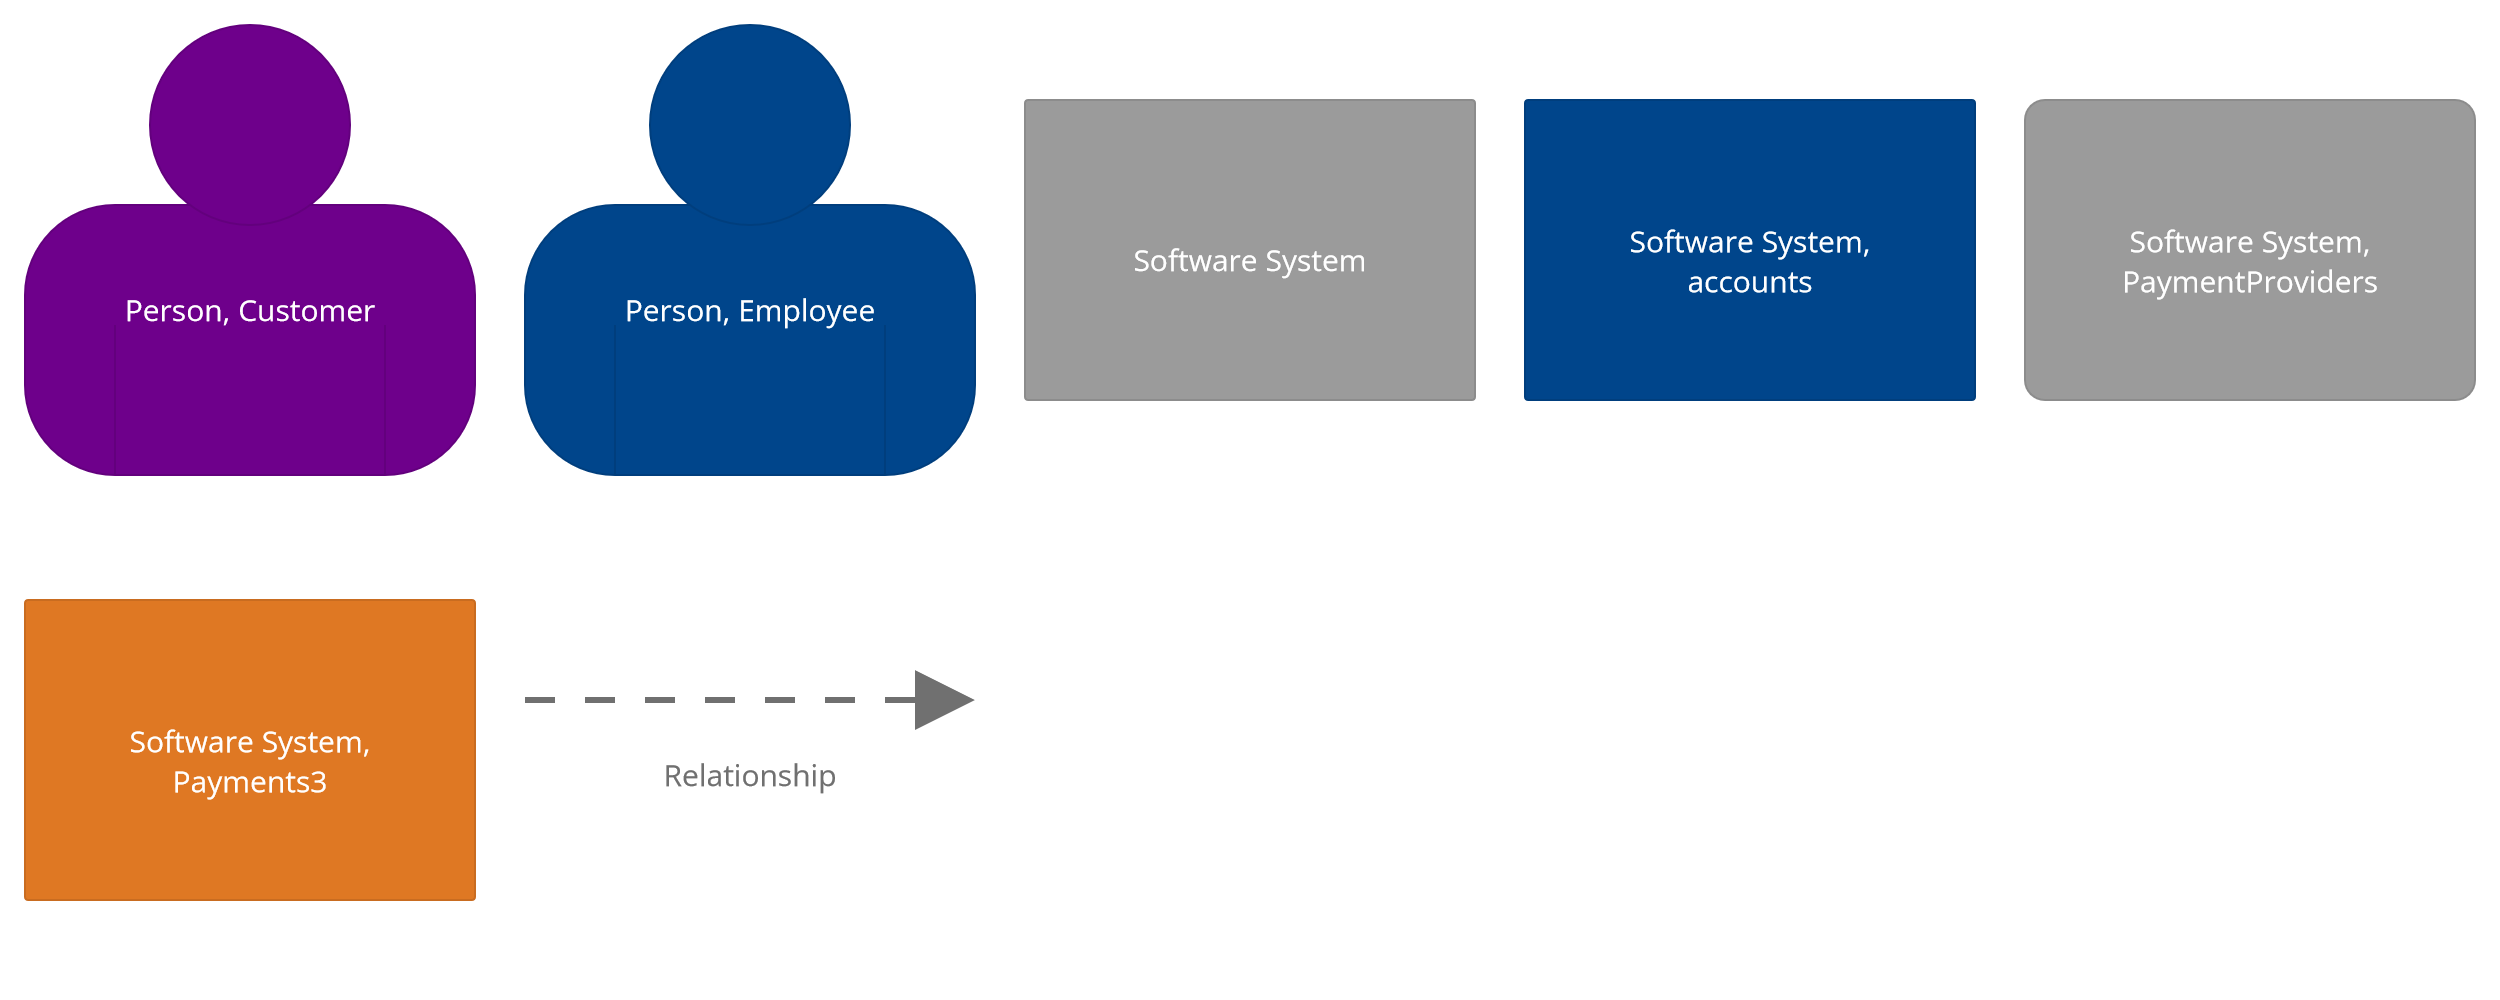 Person, Customer
Person, Employee
Software System
Software System,
accounts
Software System,
PaymentProviders
Software System,
Payments3
Relationship